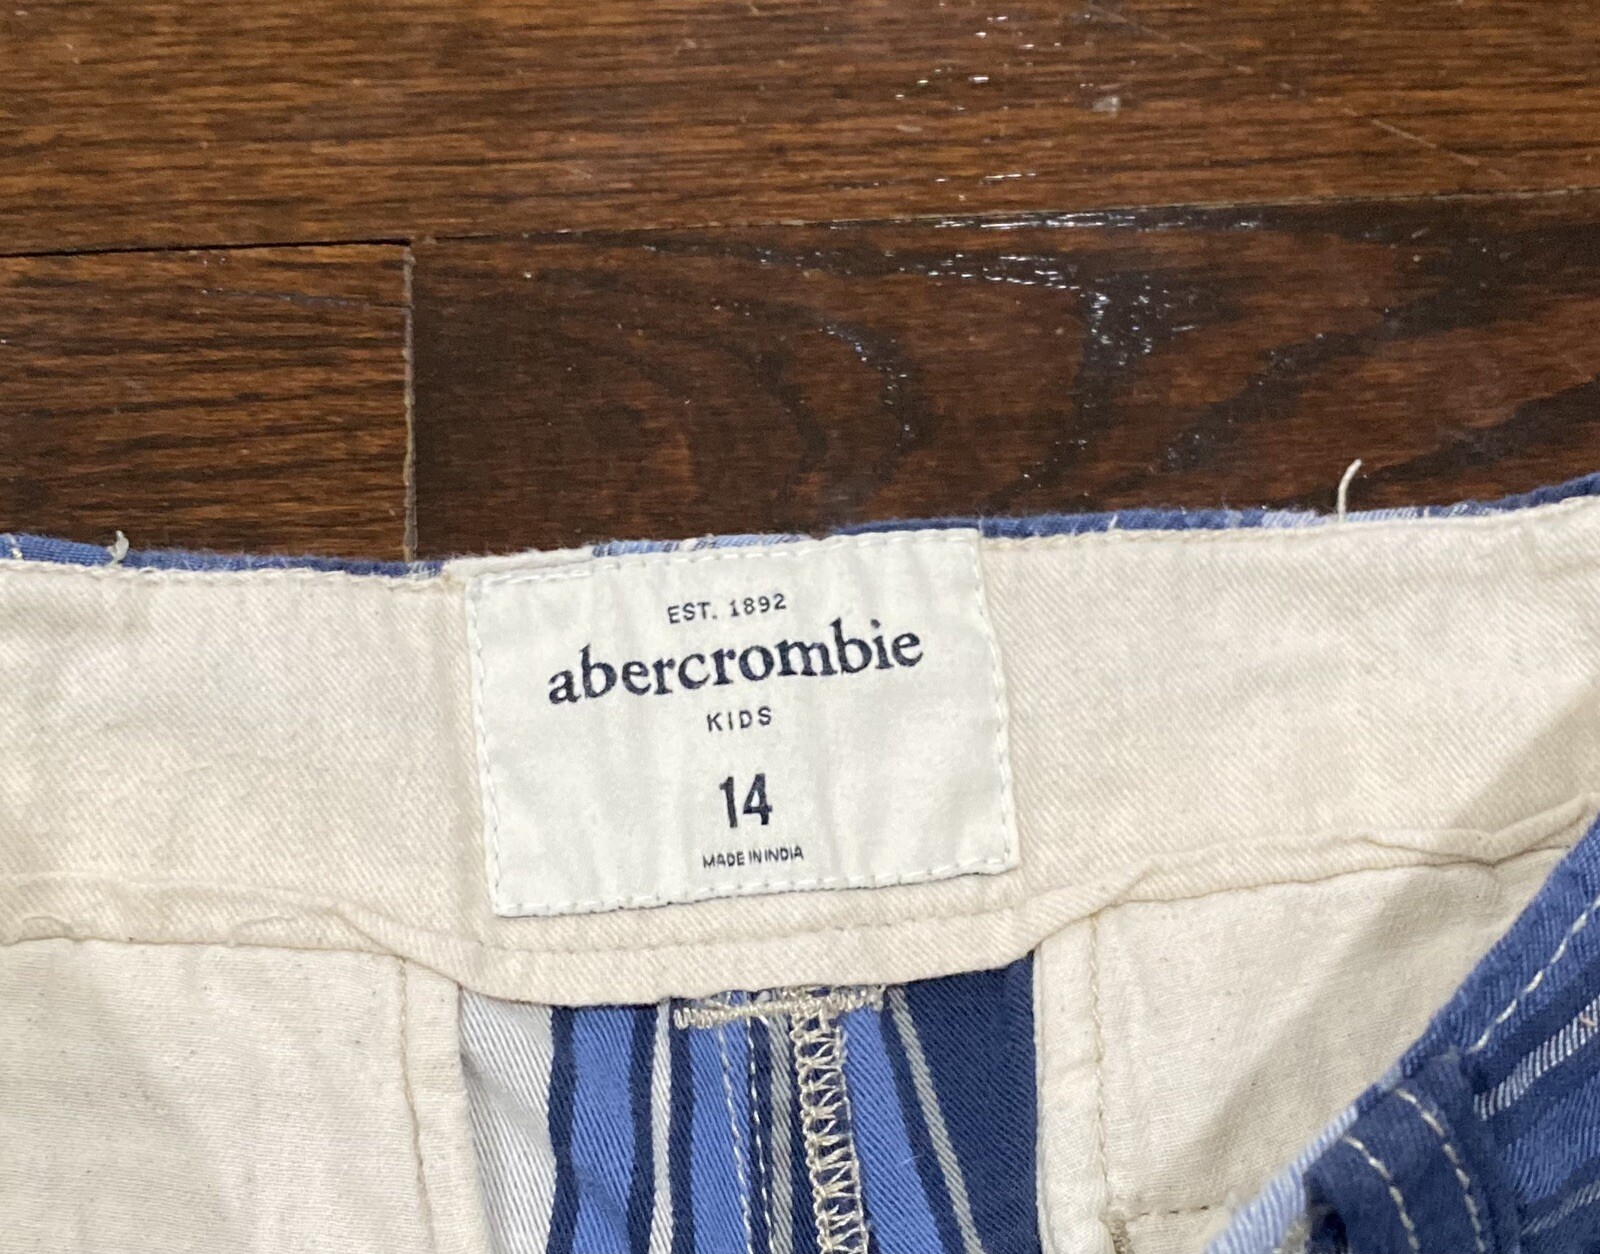 EST. 1892
abercrombie
KIDS
14
MADE IN INDIA